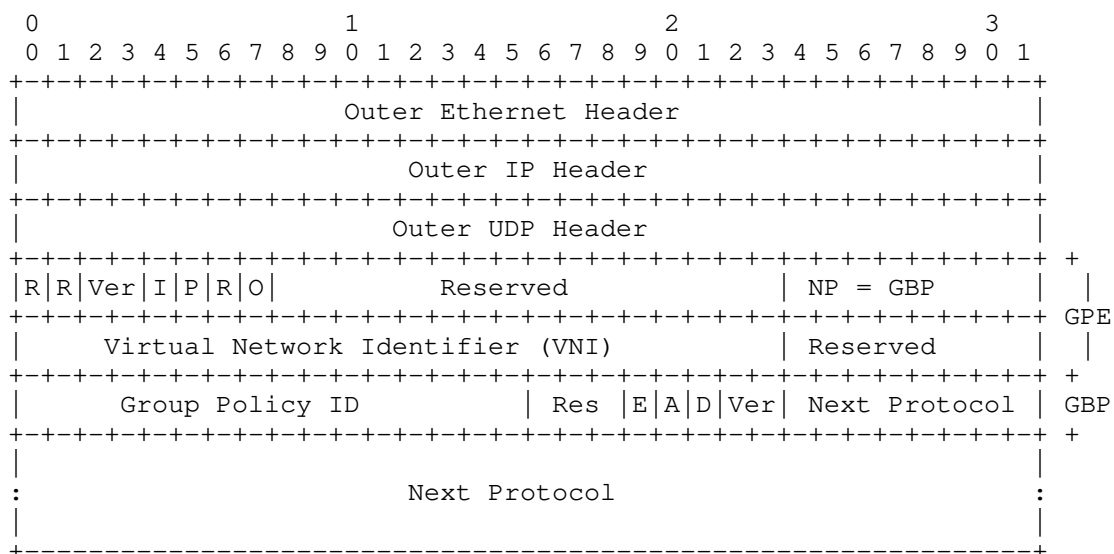 0                   1                   2                   3
 0 1 2 3 4 5 6 7 8 9 0 1 2 3 4 5 6 7 8 9 0 1 2 3 4 5 6 7 8 9 0 1
+-+-+-+-+-+-+-+-+-+-+-+-+-+-+-+-+-+-+-+-+-+-+-+-+-+-+-+-+-+-+-+-+
|                    Outer Ethernet Header                      |
+-+-+-+-+-+-+-+-+-+-+-+-+-+-+-+-+-+-+-+-+-+-+-+-+-+-+-+-+-+-+-+-+
|                        Outer IP Header                        |
+-+-+-+-+-+-+-+-+-+-+-+-+-+-+-+-+-+-+-+-+-+-+-+-+-+-+-+-+-+-+-+-+
|                       Outer UDP Header                        |
+-+-+-+-+-+-+-+-+-+-+-+-+-+-+-+-+-+-+-+-+-+-+-+-+-+-+-+-+-+-+-+-+ +
|R|R|Ver|I|P|R|O|          Reserved             | NP = GBP      |  |
+-+-+-+-+-+-+-+-+-+-+-+-+-+-+-+-+-+-+-+-+-+-+-+-+-+-+-+-+-+-+-+-+ GPE
|     Virtual Network Identifier (VNI)          | Reserved      |  |
+-+-+-+-+-+-+-+-+-+-+-+-+-+-+-+-+-+-+-+-+-+-+-+-+-+-+-+-+-+-+-+-+ +
|      Group Policy ID          | Res |E|A|D|Ver| Next Protocol | GBP
+-+-+-+-+-+-+-+-+-+-+-+-+-+-+-+-+-+-+-+-+-+-+-+-+-+-+-+-+-+-+-+-+ +
|                                                               |
:                        Next Protocol                          :
|                                                               |
+---------------------------------------------------------------+